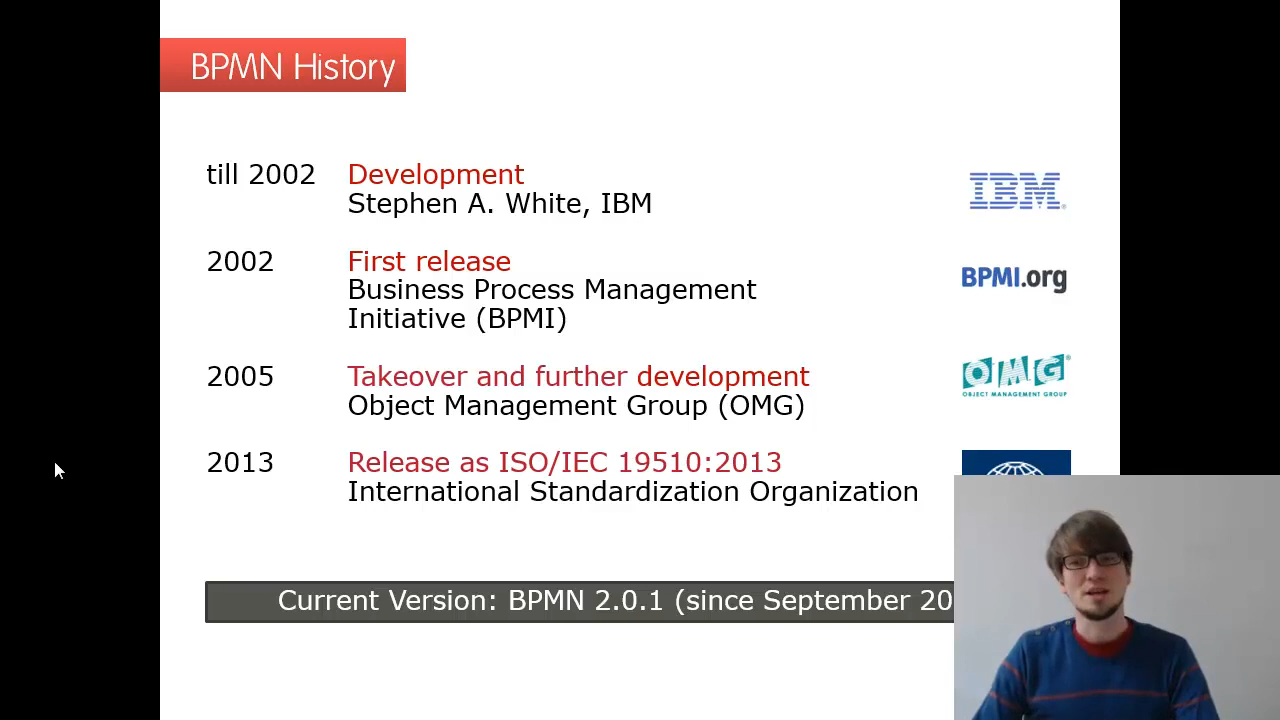 BPMN History
till 2002 Development
Stephen A. White, IBM
IBM
2002 First release
Business Process Management
Initiative (BPMI)
BPMI.org
2005 Takeover and further development
Object Management Group (OMG)
OMG
OBJECT MANAGEMENT GROUP
2013 Release as ISO/IEC 19510:2013
International Standardization Organization
Current Version: BPMN 2.0.1 (since September 20